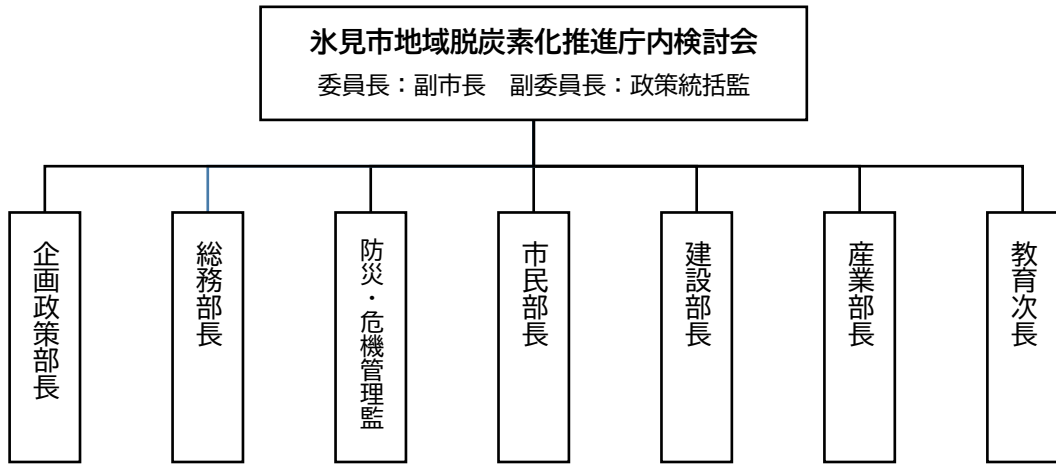 氷見市地域脱炭素化推進庁内検討会
委員長：副市長　副委員長：政策統括監
企画政策部長
総務部長
防災・危機管理監
市民部長
建設部長
産業部長
教育次長